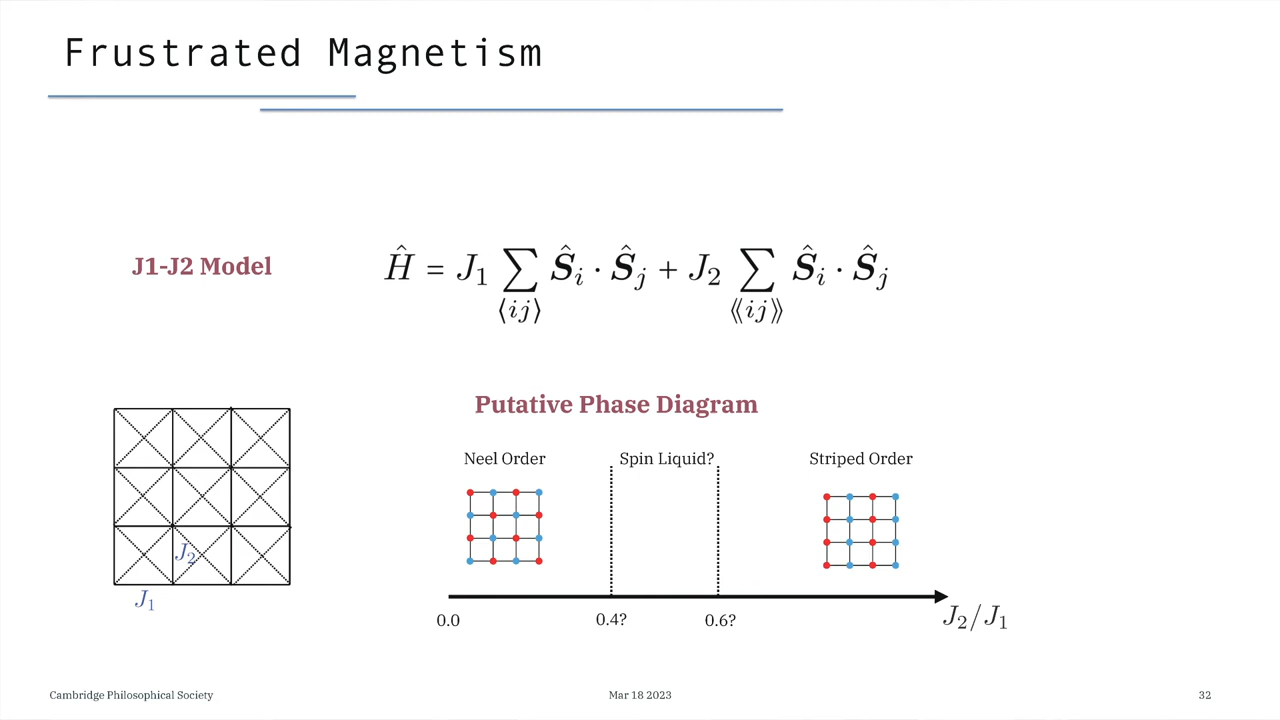 Frustrated Magnetism
J1-J2 Model
Ĥ = J₁ ∑_{⟨ij⟩} Ŝᵢ · Ŝⱼ + J₂ ∑_{⟪ij⟫} Ŝᵢ · Ŝⱼ
Putative Phase Diagram
Neel Order
Spin Liquid?
Striped Order
J₂
J₁
0.0
0.4?
0.6?
J₂/J₁
Cambridge Philosophical Society
Mar 18 2023
32